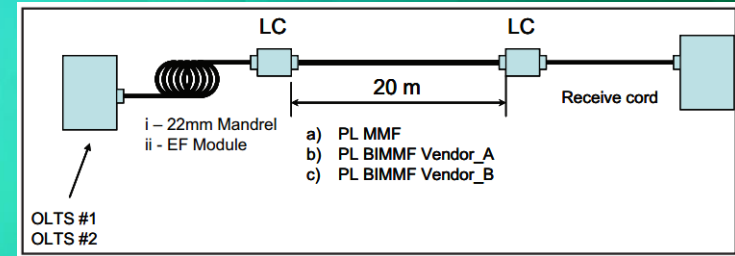 LC
LC
20 m
Receive cord
i – 22mm Mandrel
ii - EF Module
a) PL MMF
b) PL BIMMF Vendor_A
c) PL BIMMF Vendor_B
OLTS #1
OLTS #2